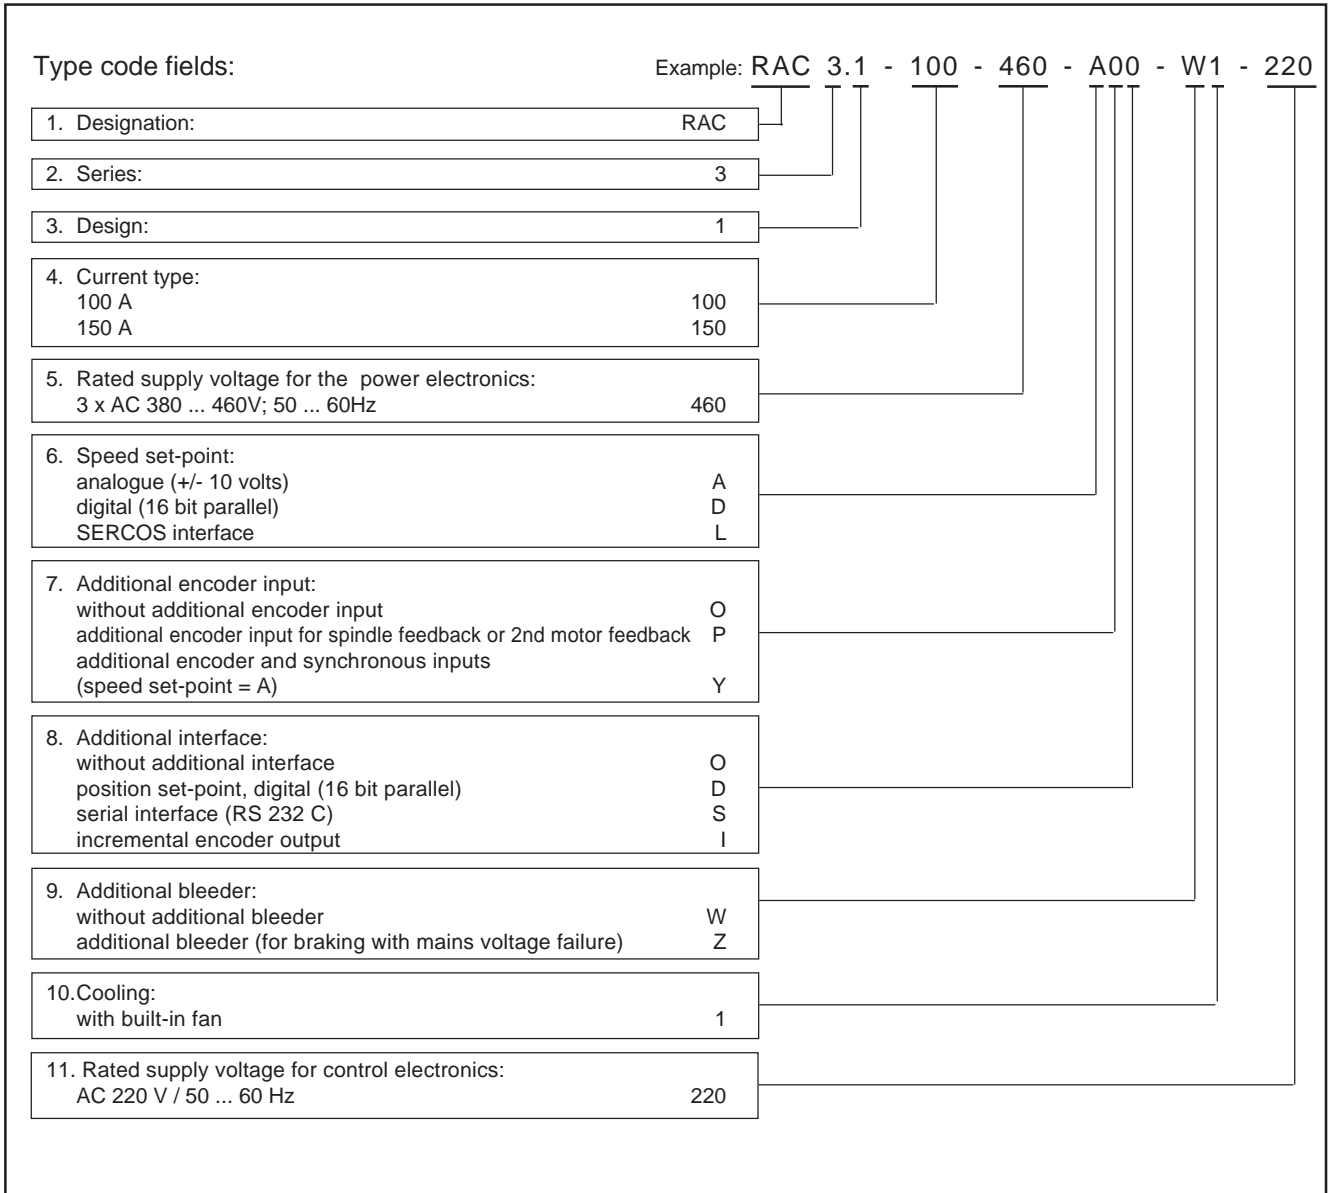 Type code fields: Example: RAC 3.1 - 100 - 460 - A00 - W1 - 220
1. Designation: RAC
2. Series: 3
3. Design: 1
4. Current type:
100 A 100
150 A 150
5. Rated supply voltage for the power electronics:
3 x AC 380 ... 460V; 50 ... 60Hz 460
6. Speed set-point:
analogue (+/- 10 volts) A
digital (16 bit parallel) D
SERCOS interface L
7. Additional encoder input:
without additional encoder input O
additional encoder input for spindle feedback or 2nd motor feedback P
additional encoder and synchronous inputs
(speed set-point = A) Y
8. Additional interface:
without additional interface O
position set-point, digital (16 bit parallel) D
serial interface (RS 232 C) S
incremental encoder output I
9. Additional bleeder:
without additional bleeder W
additional bleeder (for braking with mains voltage failure) Z
10.Cooling:
with built-in fan 1
11. Rated supply voltage for control electronics:
AC 220 V / 50 ... 60 Hz 220